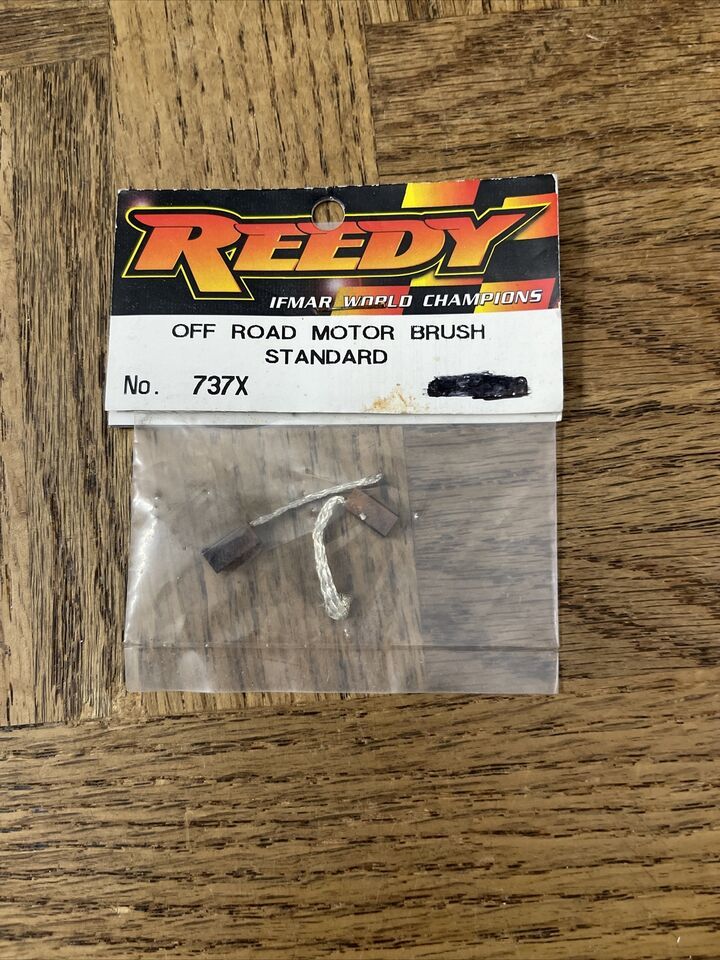 REEDY
IFMAR WORLD CHAMPIONS
OFF ROAD MOTOR BRUSH
STANDARD
No. 737X